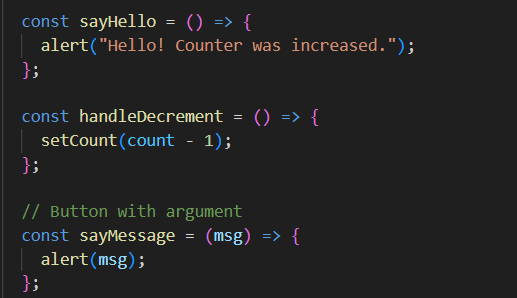 const sayHello = () => {
  alert("Hello! Counter was increased.");
};

const handleDecrement = () => {
  setCount(count - 1);
};

// Button with argument
const sayMessage = (msg) => {
  alert(msg);
};